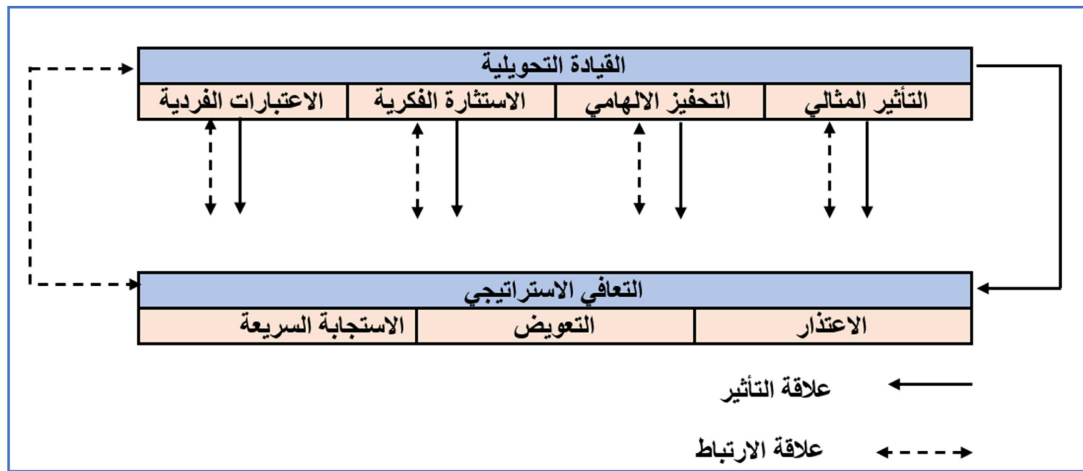 القيادة التحويلية
التأثير المثالي التحفيز الالهامي الاستثارة الفكرية الاعتبارات الفردية
التعافي الاستراتيجي
الاعتذار التعويض الاستجابة السريعة
علاقة التأثير
علاقة الارتباط